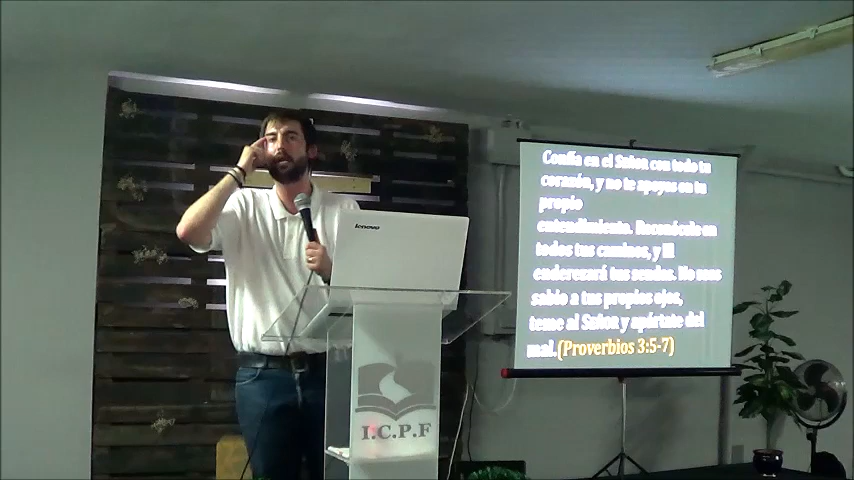 lenovo
I.C.P.F
Confía en el Señor con todo tu
corazón, y no te apoyes en tu
propio
entendimiento. Reconócele en
todos tus caminos, y Él
enderezará tus sendas. No seas
sabio a tus propios ojos,
teme al Señor y apártate del
mal.(Proverbios 3:5-7)